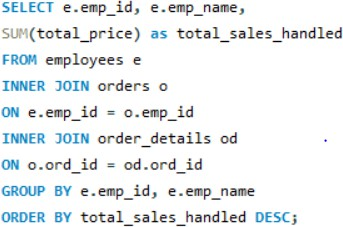 SELECT e.emp_id, e.emp_name,
SUM(total_price) as total_sales_handled
FROM employees e
INNER JOIN orders o
ON e.emp_id = o.emp_id
INNER JOIN order_details od
ON o.ord_id = od.ord_id
GROUP BY e.emp_id, e.emp_name
ORDER BY total_sales_handled DESC;